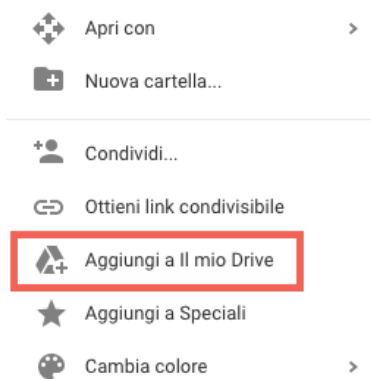 Apri con
Nuova cartella...
Condividi...
Ottieni link condivisibile
Aggiungi a Il mio Drive
Aggiungi a Speciali
Cambia colore